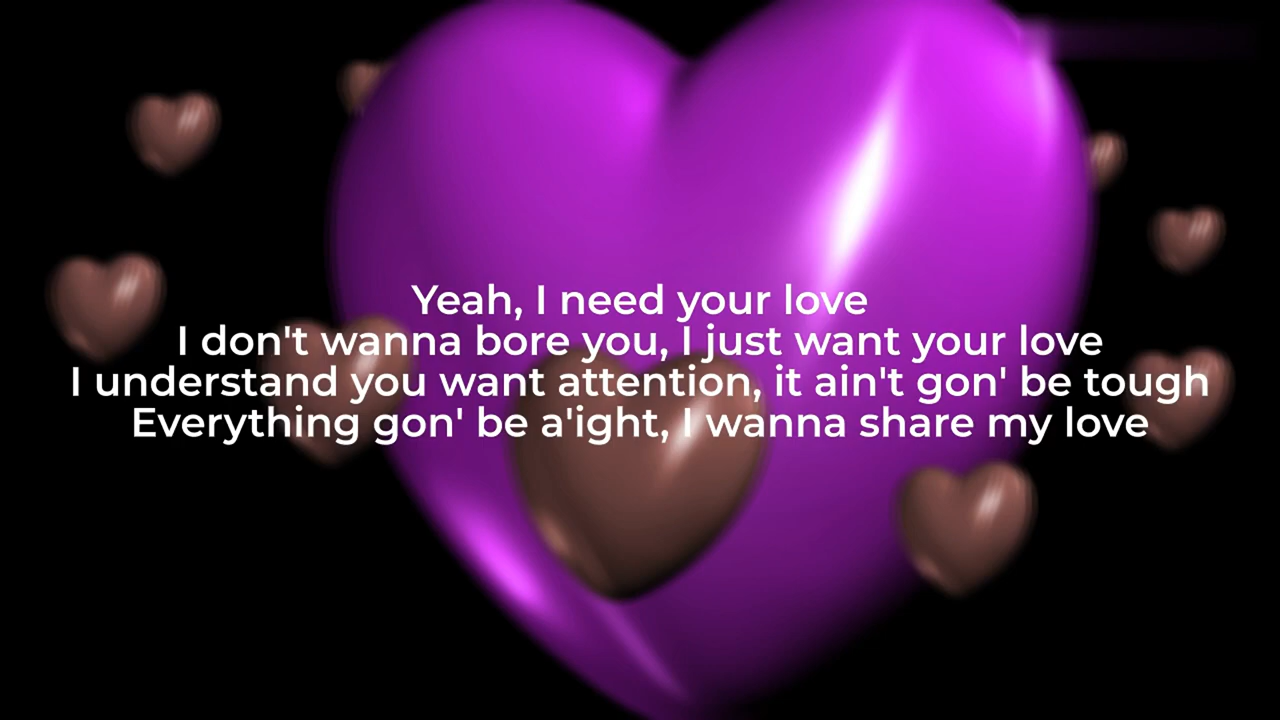 Yeah, I need your love
I don't wanna bore you, I just want your love
I understand you want attention, it ain't gon' be tough
Everything gon' be a'ight, I wanna share my love